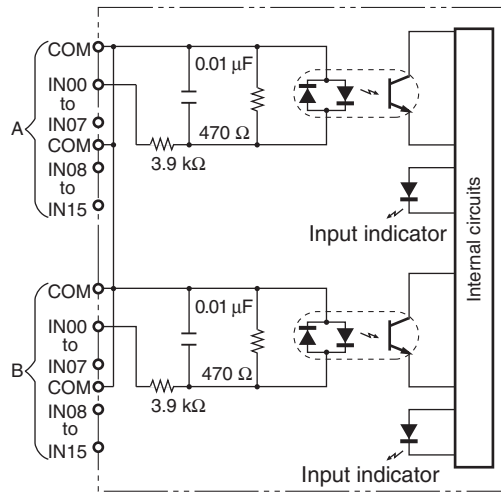 COM
IN00
to
IN07
COM
IN08
to
IN15
A
0.01 μF
470 Ω
3.9 kΩ
Input indicator
Internal circuits
COM
IN00
to
IN07
COM
IN08
to
IN15
B
0.01 μF
470 Ω
3.9 kΩ
Input indicator